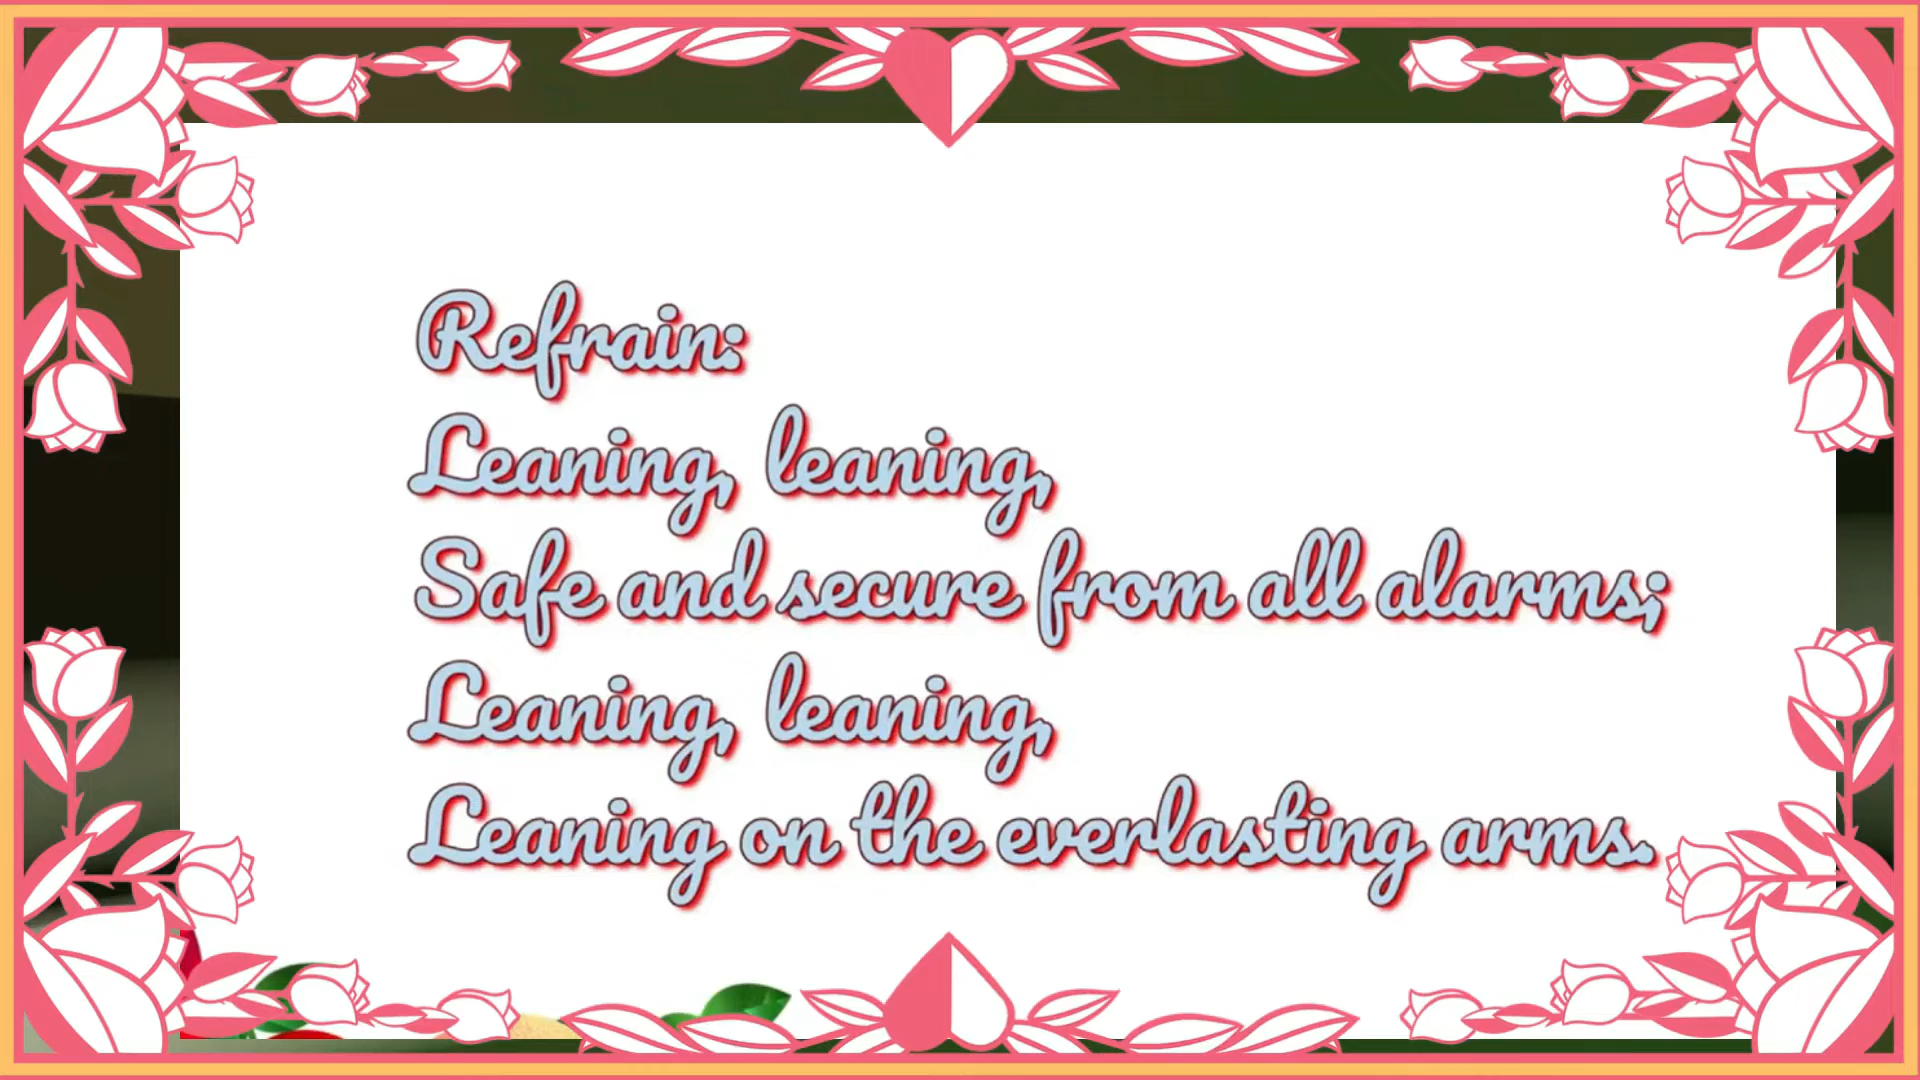 Refrain:
Leaning, leaning,
Safe and secure from all alarms;
Leaning, leaning,
Leaning on the everlasting arms.